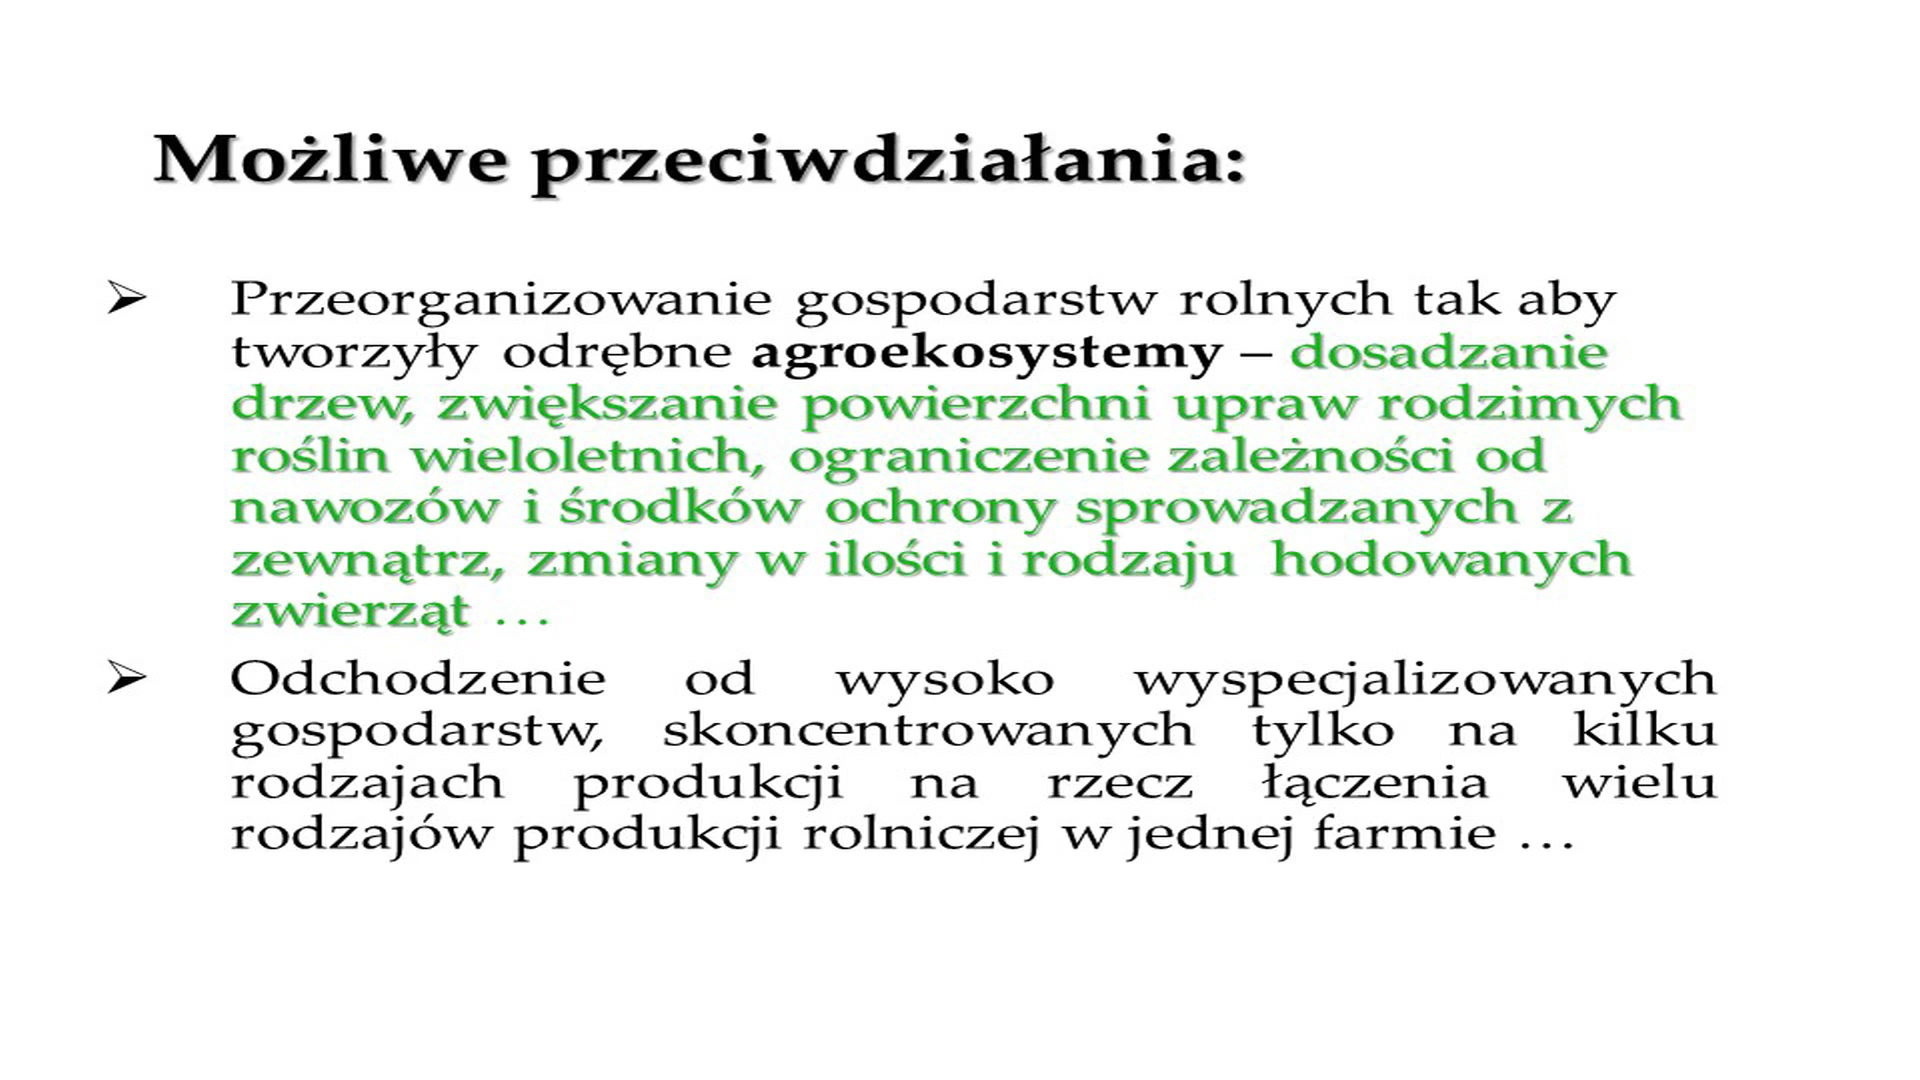 Możliwe przeciwdziałania:
➢ Przeorganizowanie gospodarstw rolnych tak aby
tworzyły odrębne agroekosystemy – dosadzanie
drzew, zwiększanie powierzchni upraw rodzimych
roślin wieloletnich, ograniczenie zależności od
nawozów i środków ochrony sprowadzanych z
zewnątrz, zmiany w ilości i rodzaju hodowanych
zwierząt …
➢ Odchodzenie od wysoko wyspecjalizowanych
gospodarstw, skoncentrowanych tylko na kilku
rodzajach produkcji na rzecz łączenia wielu
rodzajów produkcji rolniczej w jednej farmie …